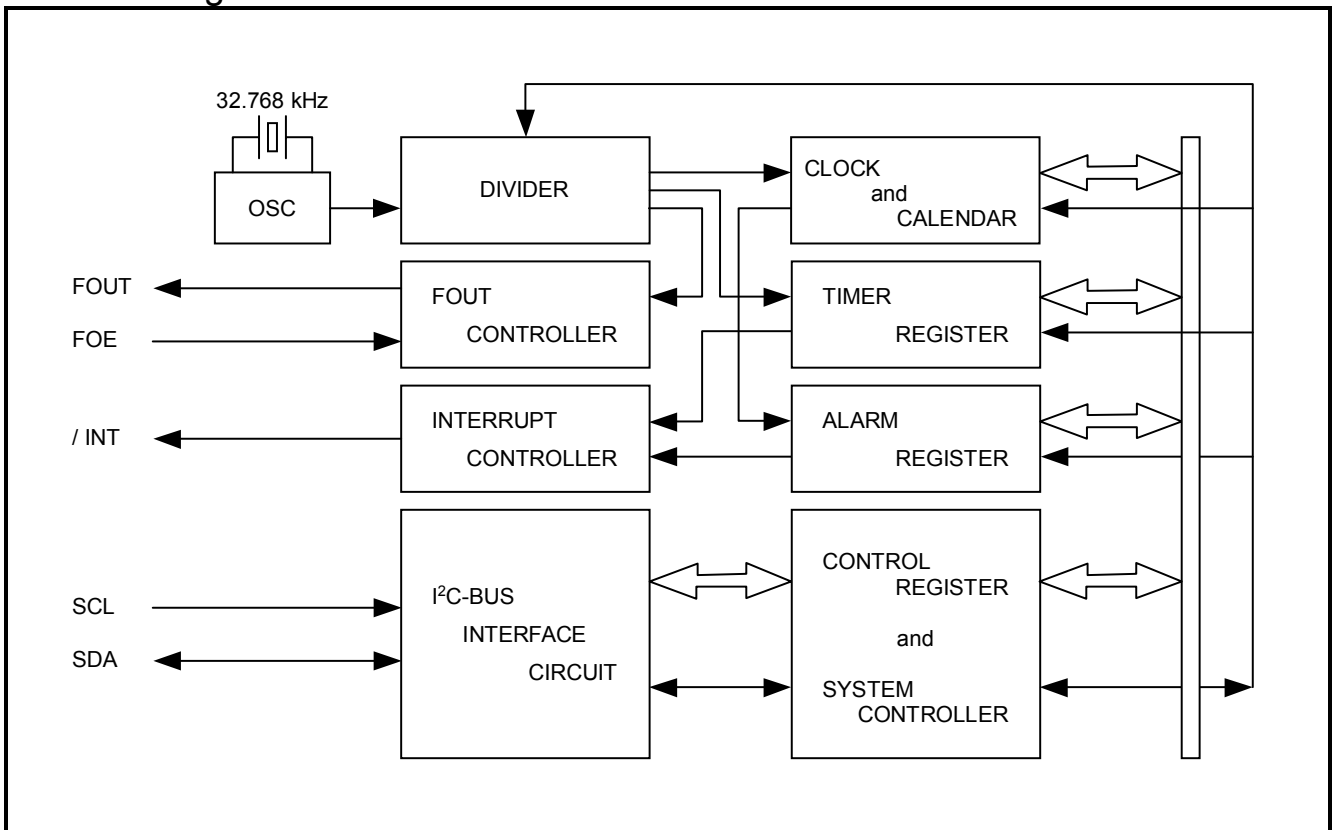 32.768 kHz
OSC
DIVIDER
CLOCK
and
CALENDAR
FOUT
FOE
FOUT
CONTROLLER
TIMER
REGISTER
/ INT
INTERRUPT
CONTROLLER
ALARM
REGISTER
SCL
SDA
I²C-BUS
INTERFACE
CIRCUIT
CONTROL
REGISTER
and
SYSTEM
CONTROLLER